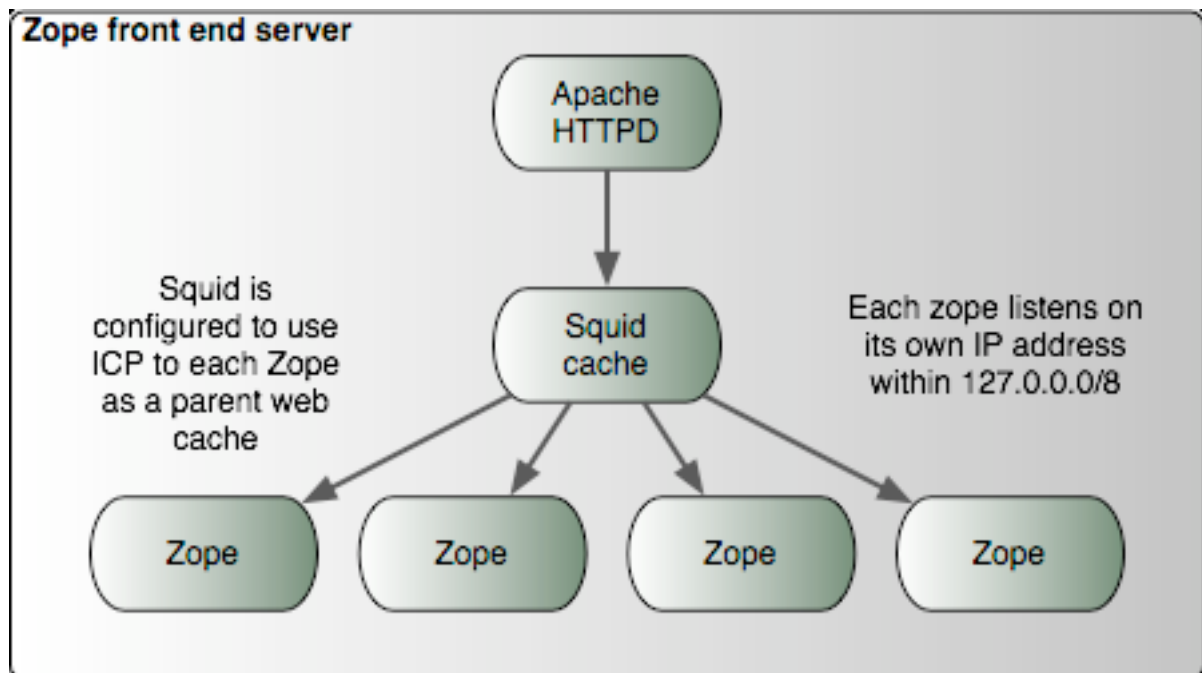 Zope front end server
Apache
HTTPD
Squid is
configured to use
ICP to each Zope
as a parent web
cache
Squid
cache
Each zope listens on
its own IP address
within 127.0.0.0/8
Zope
Zope
Zope
Zope